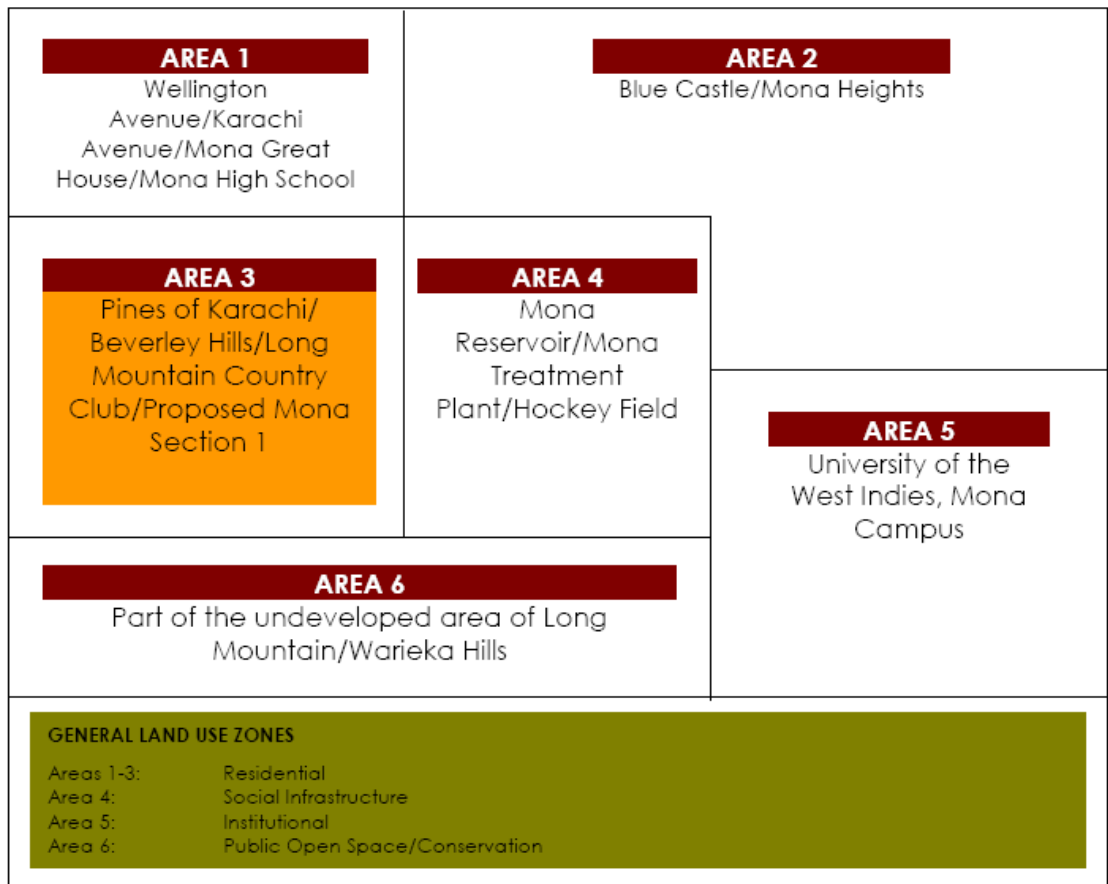 AREA 1
Wellington
Avenue/Karachi
Avenue/Mona Great
House/Mona High School
AREA 2
Blue Castle/Mona Heights
AREA 3
Pines of Karachi/
Beverley Hills/Long
Mountain Country
Club/Proposed Mona
Section 1
AREA 4
Mona
Reservoir/Mona
Treatment
Plant/Hockey Field
AREA 5
University of the
West Indies, Mona
Campus
AREA 6
Part of the undeveloped area of Long
Mountain/Warieka Hills
GENERAL LAND USE ZONES
Areas 1-3: Residential
Area 4: Social Infrastructure
Area 5: Institutional
Area 6: Public Open Space/Conservation